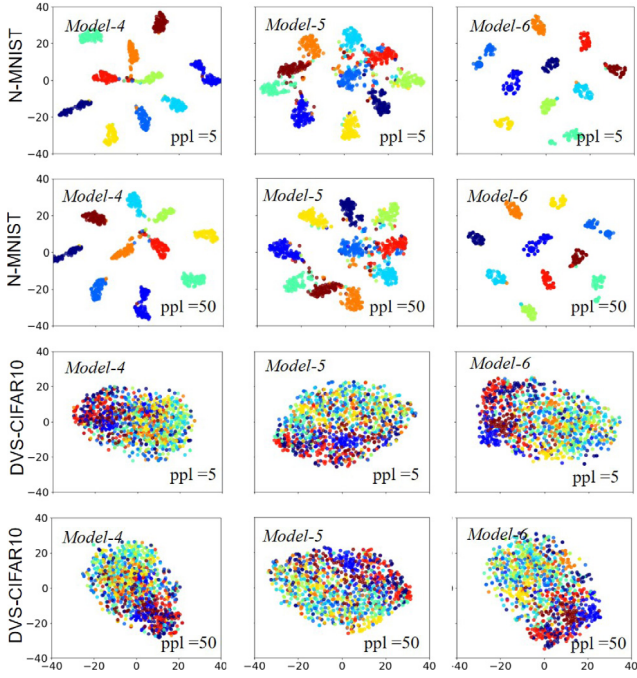 N-MNIST
40
20
0
−20
−40
Model-4
ppl =5
Model-5
ppl =5
Model-6
ppl =5
N-MNIST
40
20
0
−20
−40
Model-4
ppl =50
Model-5
ppl =50
Model-6
ppl =50
DVS-CIFAR10
40
20
0
−20
−40
Model-4
ppl =5
Model-5
ppl =5
Model-6
ppl =5
DVS-CIFAR10
40
20
0
−20
−40
Model-4
ppl =50
Model-5
ppl =50
Model-6
ppl =50
−40 −20 0 20 40 −40 −20 0 20 40 −40 −20 0 20 40